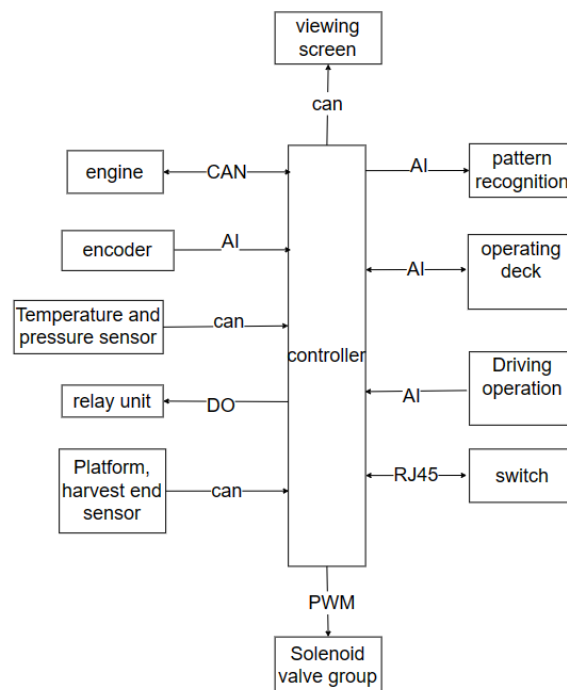 viewing
screen
can
engine
CAN
AI
pattern
recognition
encoder
AI
AI
operating
deck
Temperature and
pressure sensor
can
controller
Driving
operation
relay unit
DO
AI
Platform,
harvest end
sensor
can
RJ45
switch
PWM
Solenoid
valve group